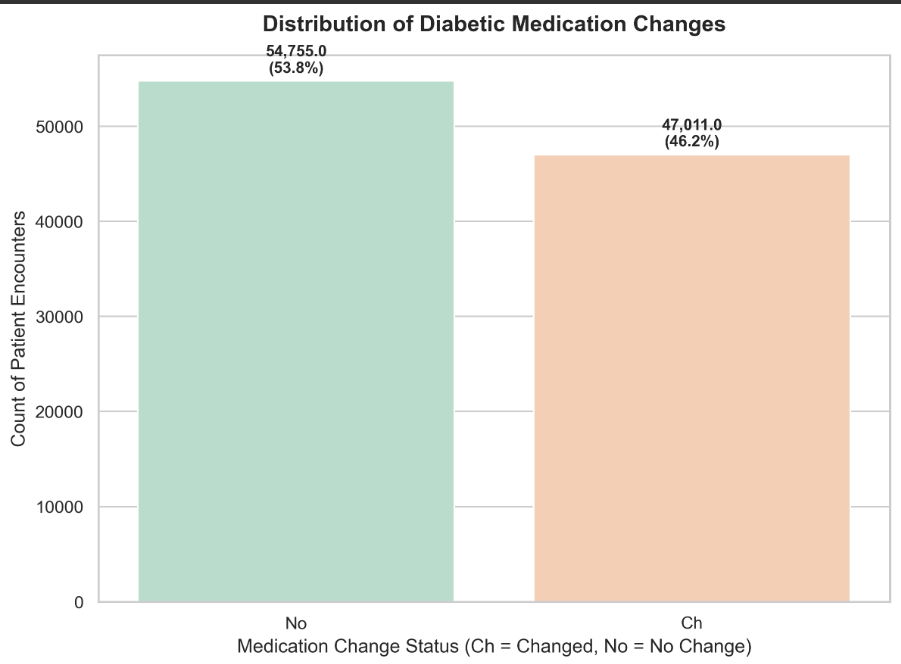 Distribution of Diabetic Medication Changes
54,755.0
(53.8%)
47,011.0
(46.2%)
50000
40000
30000
20000
10000
0
Count of Patient Encounters
No
Ch
Medication Change Status (Ch = Changed, No = No Change)